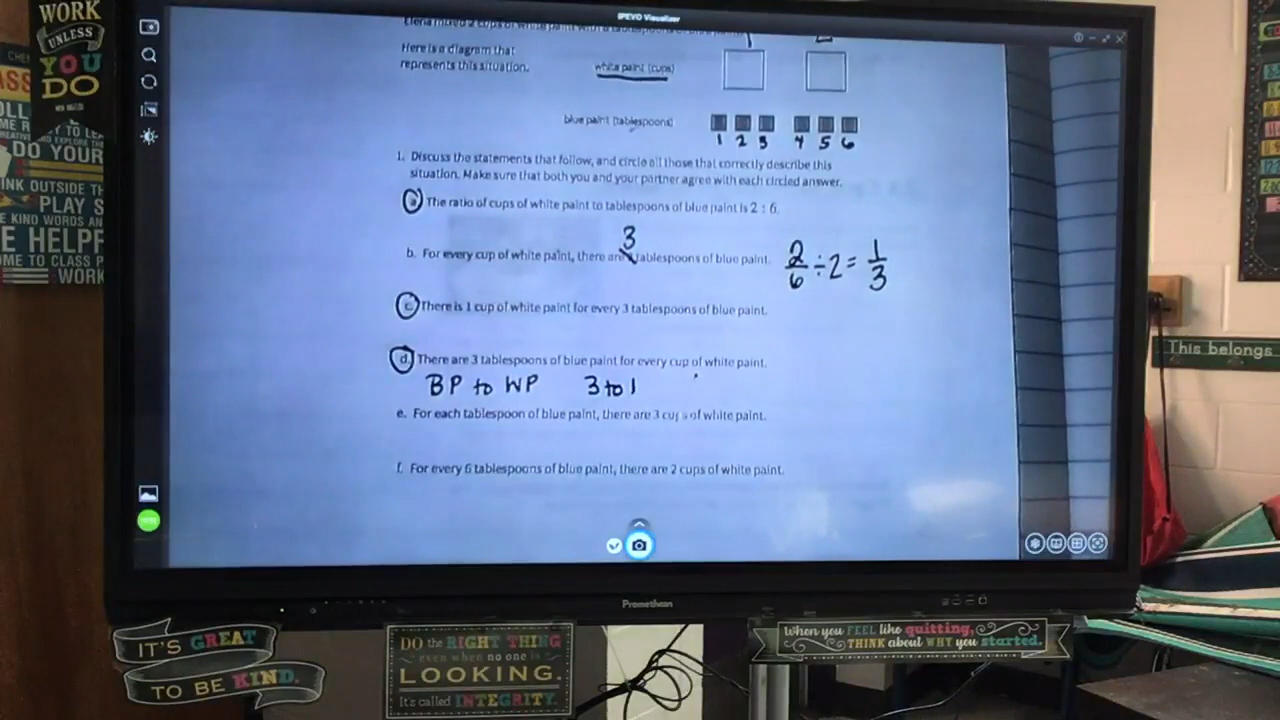 WORK
UNLESS
YOU
DO
DO YOUR
INK OUTSIDE TH
PLAY S
E KIND WORDS AN
E HELPF
OME TO CLASS P
WORK
IPEVO Visualizer
Here is a diagram that
represents this situation.
white paint (cups)
blue paint (tablespoons)
1 2 3 4 5 6
1. Discuss the statements that follow, and circle all those that correctly describe this
situation. Make sure that both you and your partner agree with each circled answer.
a. The ratio of cups of white paint to tablespoons of blue paint is 2 : 6.
3
b. For every cup of white paint, there are tablespoons of blue paint.
2/6 ÷ 2 = 1/3
c. There is 1 cup of white paint for every 3 tablespoons of blue paint.
d. There are 3 tablespoons of blue paint for every cup of white paint.
BP to WP 3 to 1
e. For each tablespoon of blue paint, there are 3 cups of white paint.
f. For every 6 tablespoons of blue paint, there are 2 cups of white paint.
This belongs
Promethean
IT'S GREAT
TO BE KIND.
DO the RIGHT THING
even when no one is
LOOKING.
It's called INTEGRITY.
When you FEEL like quitting,
THINK about WHY you started.